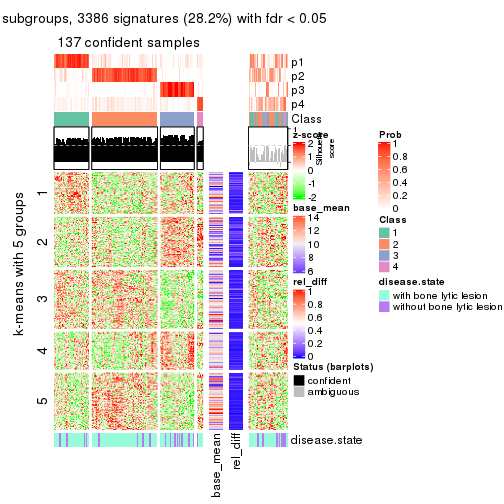 subgroups, 3386 signatures (28.2%) with fdr < 0.05
137 confident samples
p1
p2
p3
p4
Class
1
Silhouette
score
k-means with 5 groups
1
2
3
4
5
disease.state
base_mean
rel_diff
z-score
2
1
0
-1
-2
base_mean
14
12
10
8
6
rel_diff
1
0.8
0.6
0.4
0.2
0
Status (barplots)
confident
ambiguous
Prob
1
0.8
0.6
0.4
0.2
0
Class
1
2
3
4
disease.state
with bone lytic lesion
without bone lytic lesion